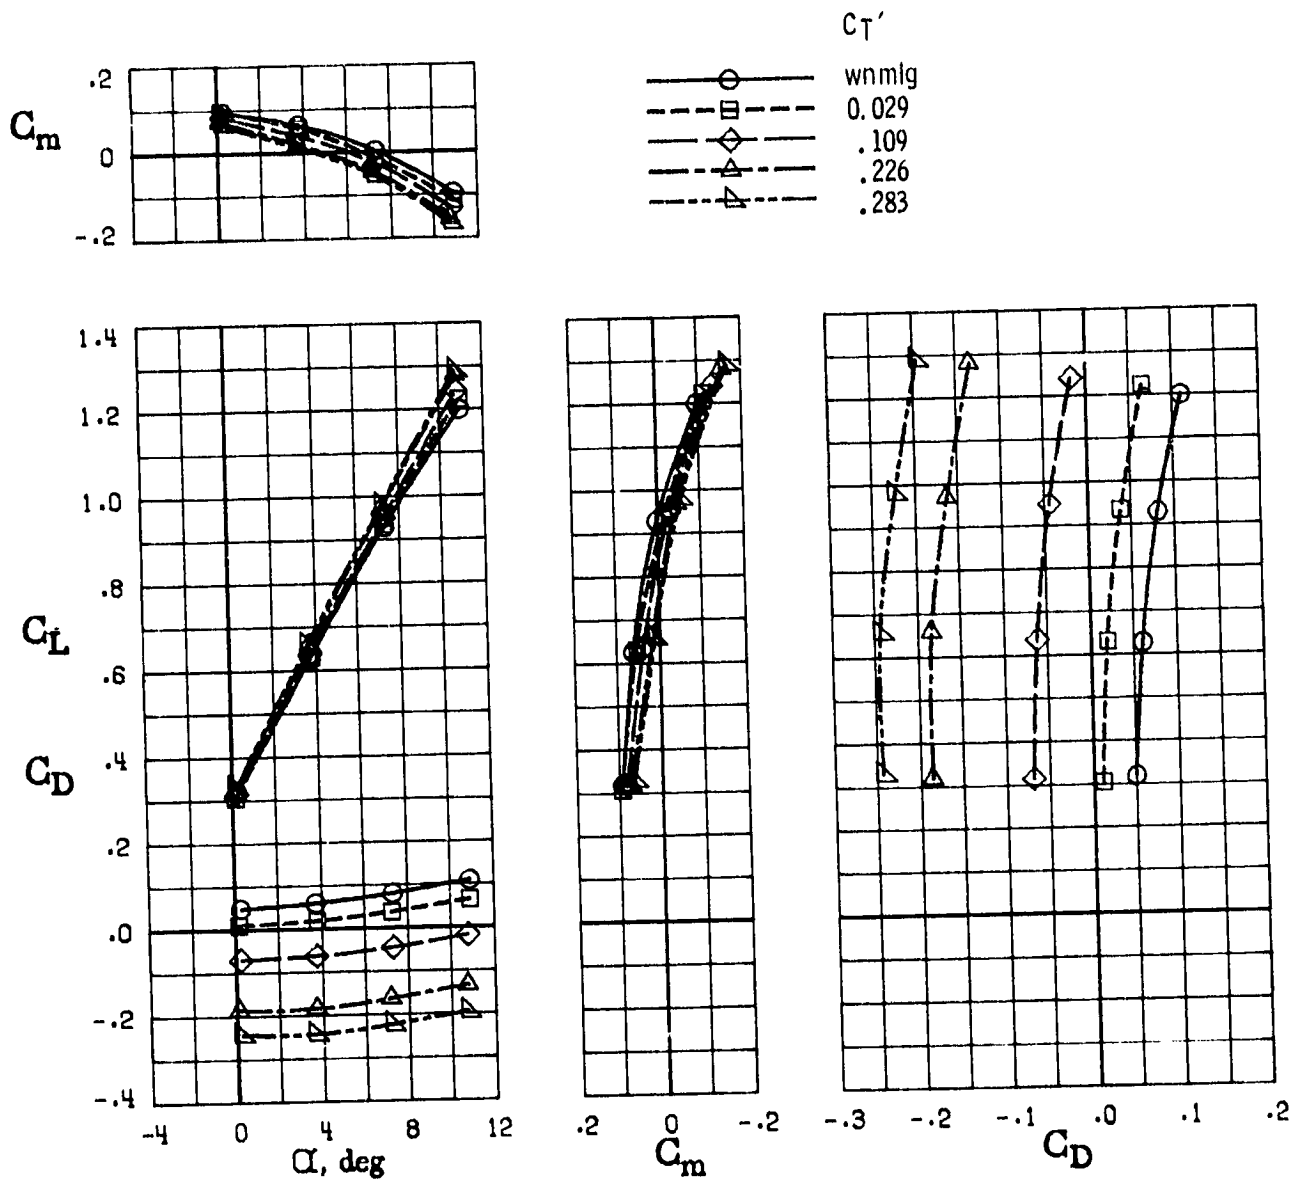 C_T′
wnmlg
0.029
.109
.226
.283
.2
C_m
0
-.2
1.4
1.2
1.0
.8
C_L
.6
C_D
.4
.2
.0
-.2
-.4
-4 0 4 8 12
α, deg
.2 0 -.2
C_m
-.3 -.2 -.1 .0 .1 .2
C_D